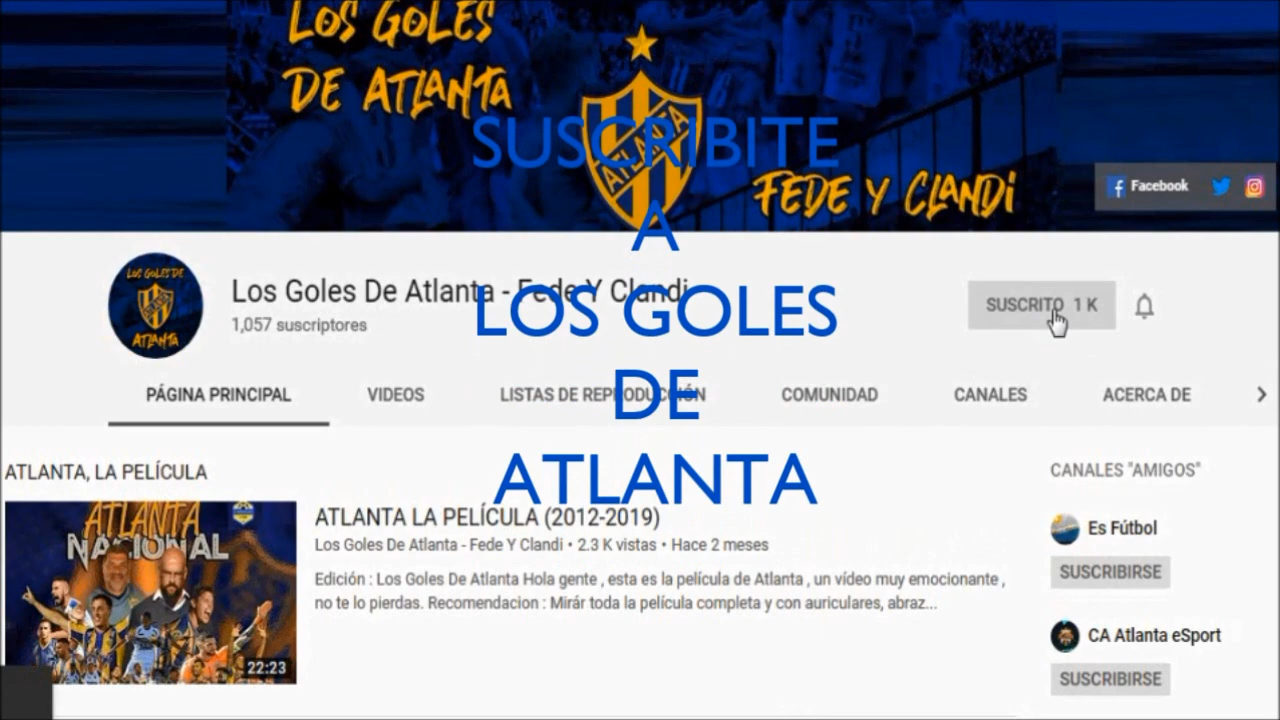 LOS GOLES
DE ATLANTA
ATLANTA
FEDE Y CLANDI
Facebook
SUSCRIBITE
A
LOS GOLES
DE
ATLANTA
LOS GOLES DE
ATLANTA
Los Goles De Atlanta - Fede Y Clandi
1,057 suscriptores
SUSCRITO 1 K
PÁGINA PRINCIPAL VIDEOS LISTAS DE REPRODUCCIÓN COMUNIDAD CANALES ACERCA DE
ATLANTA, LA PELÍCULA
ATLANTA
NACIONAL
22:23
ATLANTA LA PELÍCULA (2012-2019)
Los Goles De Atlanta - Fede Y Clandi • 2.3 K vistas • Hace 2 meses
Edición : Los Goles De Atlanta Hola gente , esta es la película de Atlanta , un vídeo muy emocionante ,
no te lo pierdas. Recomendacion : Mirár toda la película completa y con auriculares, abraz...
CANALES "AMIGOS"
Es Fútbol
SUSCRIBIRSE
CA Atlanta eSport
SUSCRIBIRSE